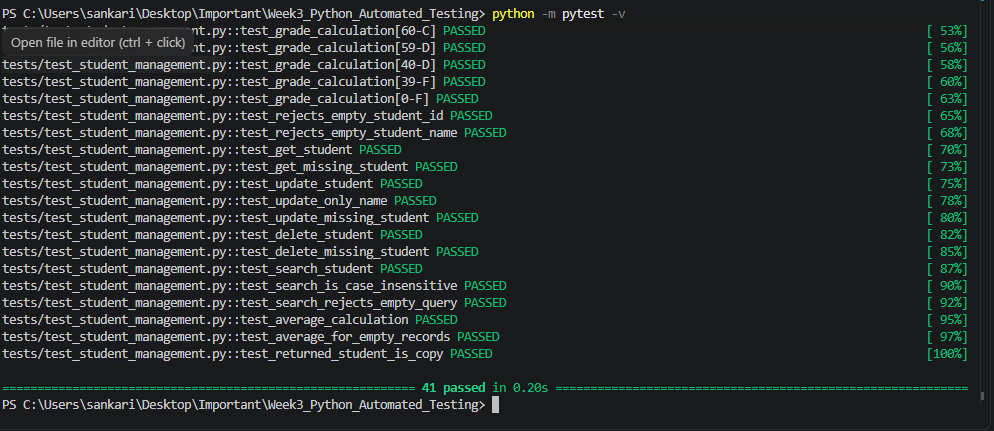 PS C:\Users\sankari\Desktop\Important\Week3_Python_Automated_Testing> python -m pytest -v
tests/test_student_management.py::test_grade_calculation[60-C] PASSED [ 53%]
Open file in editor (ctrl + click)
.py::test_grade_calculation[59-D] PASSED [ 56%]
tests/test_student_management.py::test_grade_calculation[40-D] PASSED [ 58%]
tests/test_student_management.py::test_grade_calculation[39-F] PASSED [ 60%]
tests/test_student_management.py::test_grade_calculation[0-F] PASSED [ 63%]
tests/test_student_management.py::test_rejects_empty_student_id PASSED [ 65%]
tests/test_student_management.py::test_rejects_empty_student_name PASSED [ 68%]
tests/test_student_management.py::test_get_student PASSED [ 70%]
tests/test_student_management.py::test_get_missing_student PASSED [ 73%]
tests/test_student_management.py::test_update_student PASSED [ 75%]
tests/test_student_management.py::test_update_only_name PASSED [ 78%]
tests/test_student_management.py::test_update_missing_student PASSED [ 80%]
tests/test_student_management.py::test_delete_student PASSED [ 82%]
tests/test_student_management.py::test_delete_missing_student PASSED [ 85%]
tests/test_student_management.py::test_search_student PASSED [ 87%]
tests/test_student_management.py::test_search_is_case_insensitive PASSED [ 90%]
tests/test_student_management.py::test_search_rejects_empty_query PASSED [ 92%]
tests/test_student_management.py::test_average_calculation PASSED [ 95%]
tests/test_student_management.py::test_average_for_empty_records PASSED [ 97%]
tests/test_student_management.py::test_returned_student_is_copy PASSED [100%]
41 passed in 0.20s
PS C:\Users\sankari\Desktop\Important\Week3_Python_Automated_Testing>